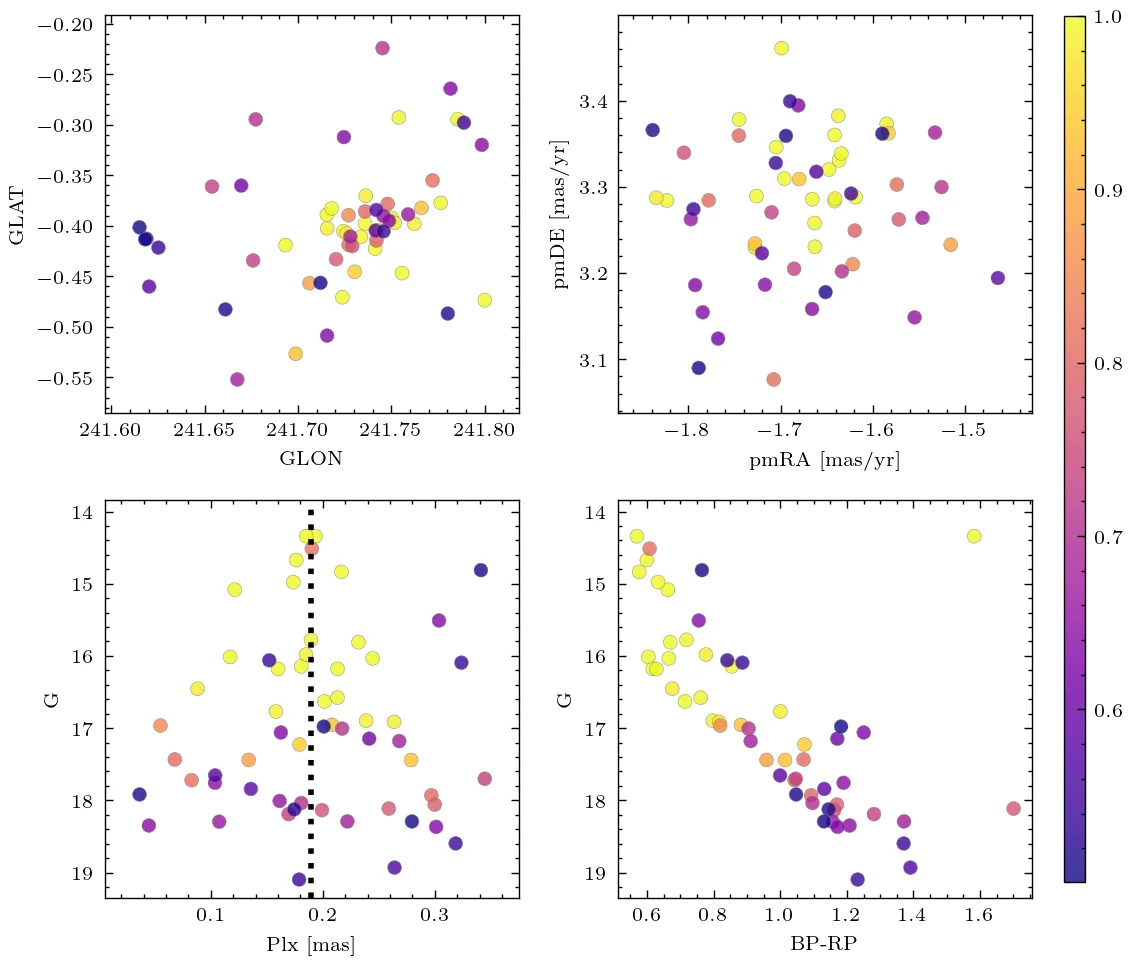 −0.20
−0.25
−0.30
−0.35
−0.40
−0.45
−0.50
−0.55
GLAT
241.60 241.65 241.70 241.75 241.80
GLON
3.4
3.3
3.2
3.1
pmDE [mas/yr]
−1.8 −1.7 −1.6 −1.5
pmRA [mas/yr]
1.0
0.9
0.8
0.7
0.6
14
15
16
17
18
19
G
0.1 0.2 0.3
Plx [mas]
14
15
16
17
18
19
G
0.6 0.8 1.0 1.2 1.4 1.6
BP-RP